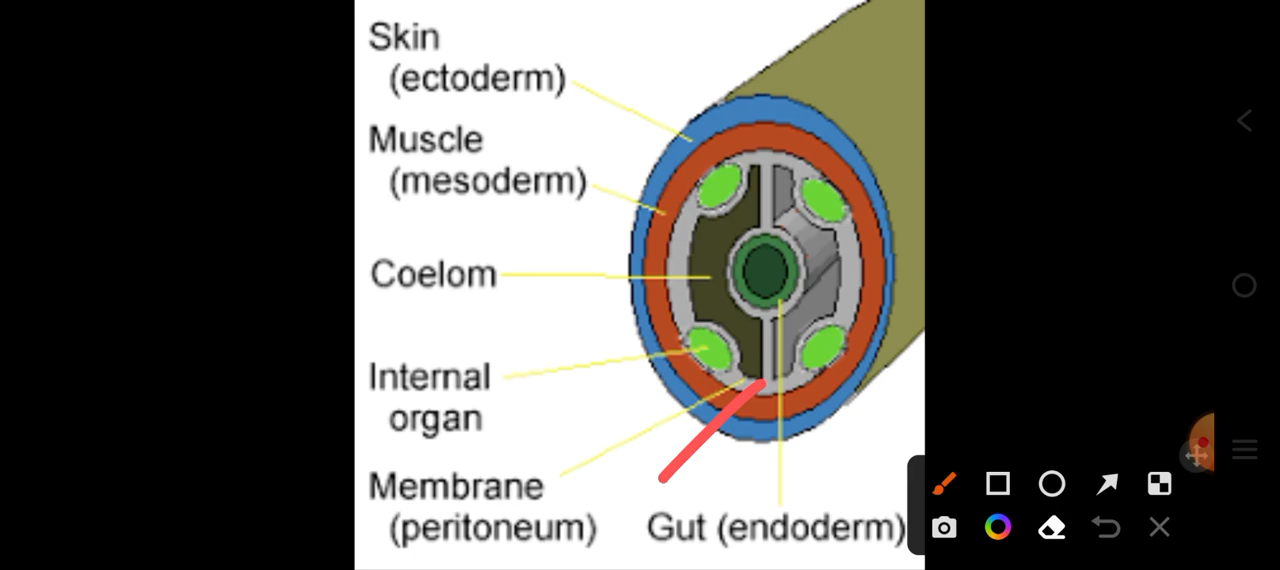 Skin
(ectoderm)
Muscle
(mesoderm)
Coelom
Internal
organ
Membrane
(peritoneum)
Gut (endoderm)